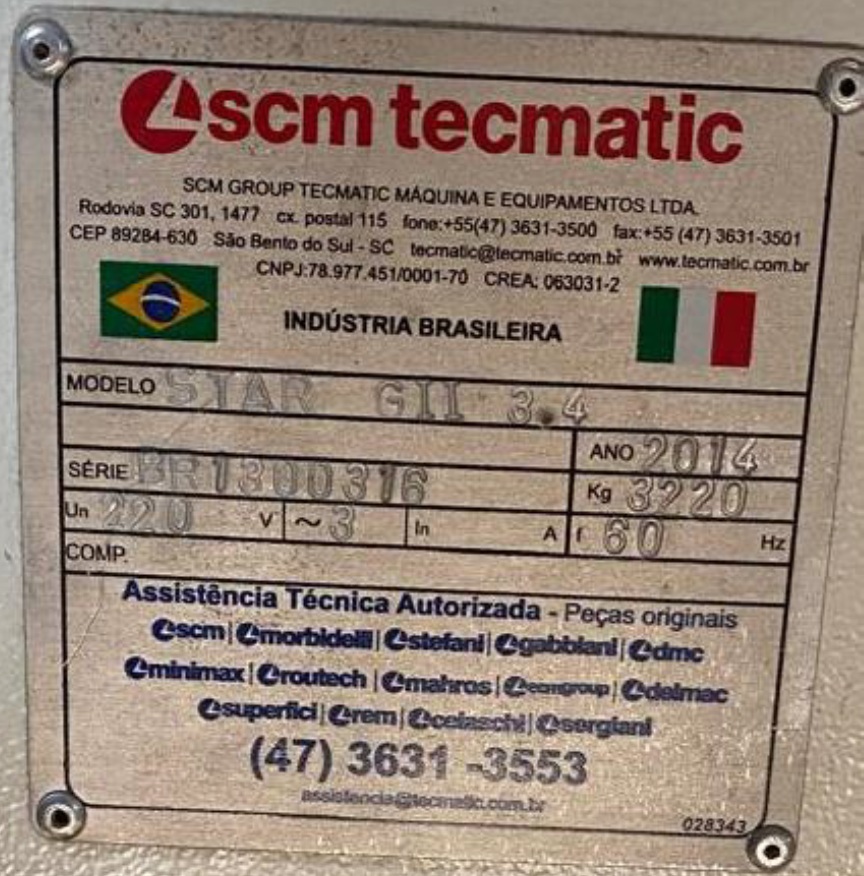 scm tecmatic
SCM GROUP TECMATIC MÁQUINA E EQUIPAMENTOS LTDA.
Rodovia SC 301, 1477 cx. postal 115 fone:+55(47) 3631-3500 fax:+55 (47) 3631-3501
CEP 89284-630 São Bento do Sul - SC tecmatic@tecmatic.com.br www.tecmatic.com.br
CNPJ:78.977.451/0001-70 CREA: 063031-2
INDÚSTRIA BRASILEIRA
MODELO STAR GII 3.4
ANO 2014
SÉRIE BR1300316
Kg 3220
Un 220 V ~3 In A f 60 Hz
COMP.
Assistência Técnica Autorizada - Peças originais
scm | morbidelli | stefani | gabbiani | dmc
minimax | routech | mahros | cemgroup | delmac
superfici | rem | celaschi | sergiani
(47) 3631 -3553
assistencia@tecmatic.com.br
028343